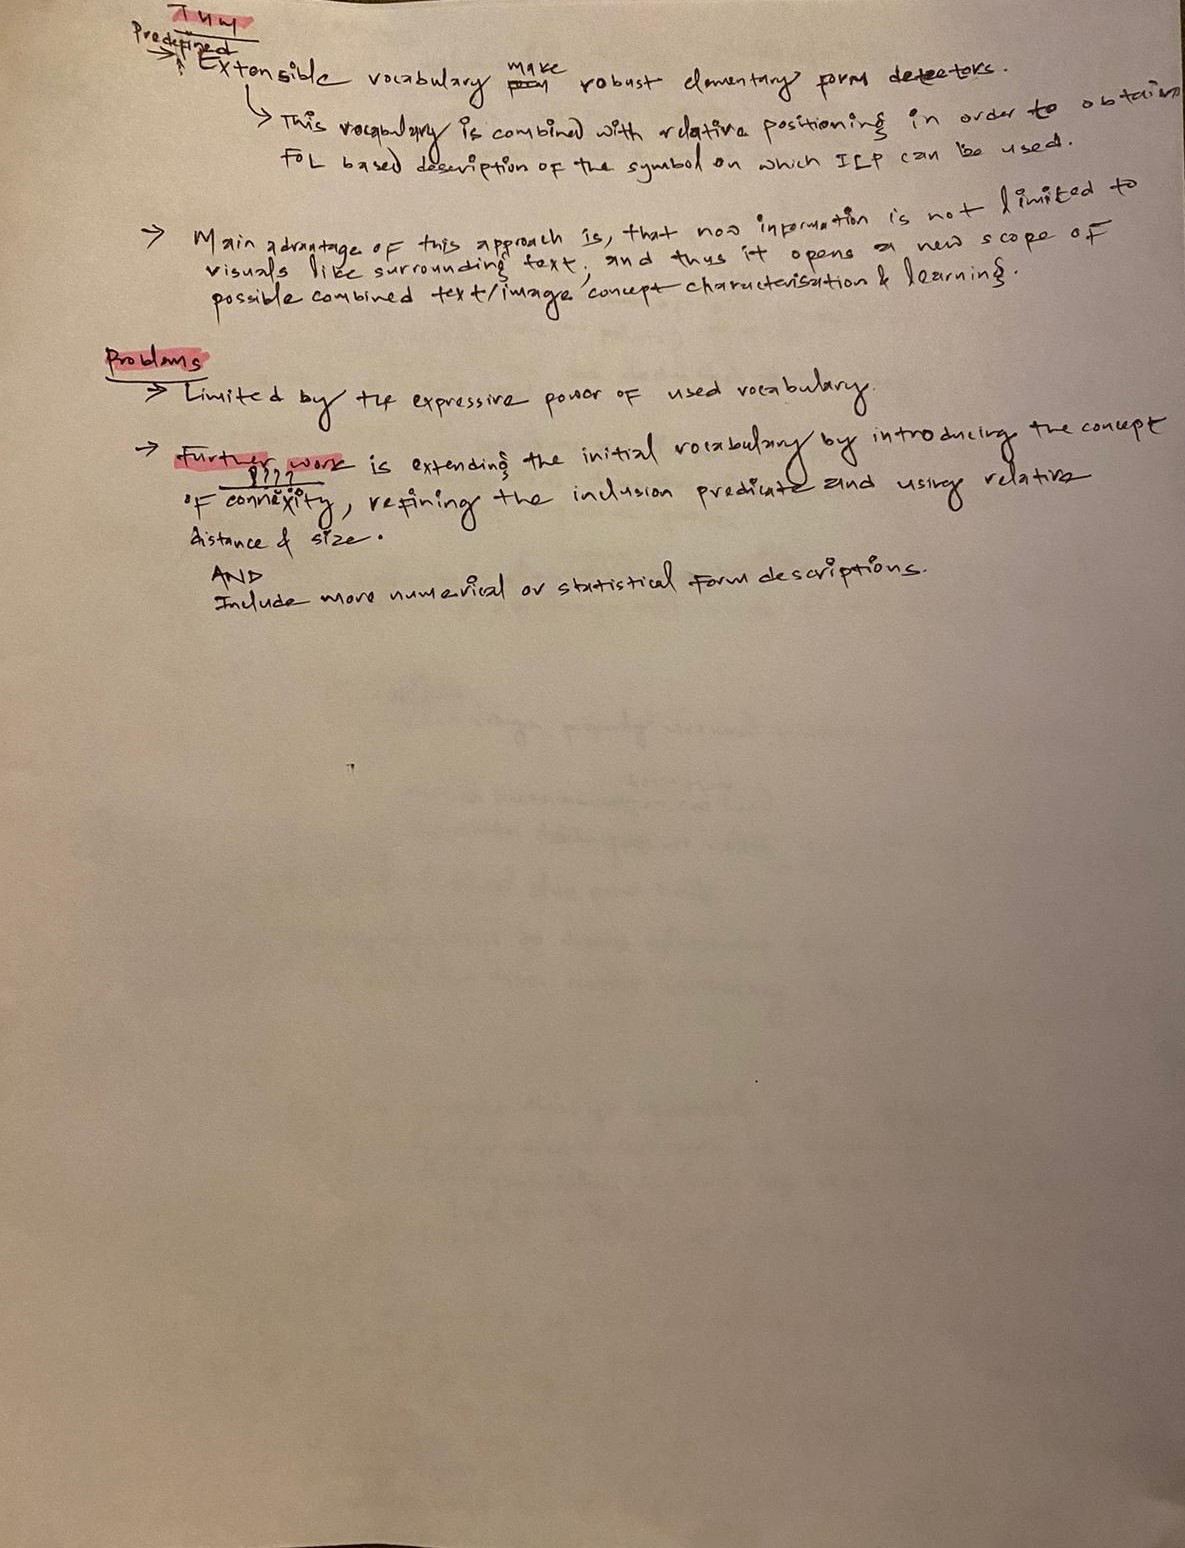 Predefined
→ Extensible vocabulary make robust elementary form detectors.
↳ This vocabulary is combined with relative positioning in order to obtain
FOL based description of the symbol on which ILP can be used.
→ Main advantage of this approach is, that now information is not limited to
visuals like surrounding text, and thus it opens a new scope of
possible combined text/image concept characterisation & learning.
Problems
→ Limited by the expressive power of used vocabulary.
→ Further work is extending the initial vocabulary by introducing the concept
????
of connexity, refining the inclusion predicate and using relative
distance & size.
AND
Include more numerical or statistical form descriptions.